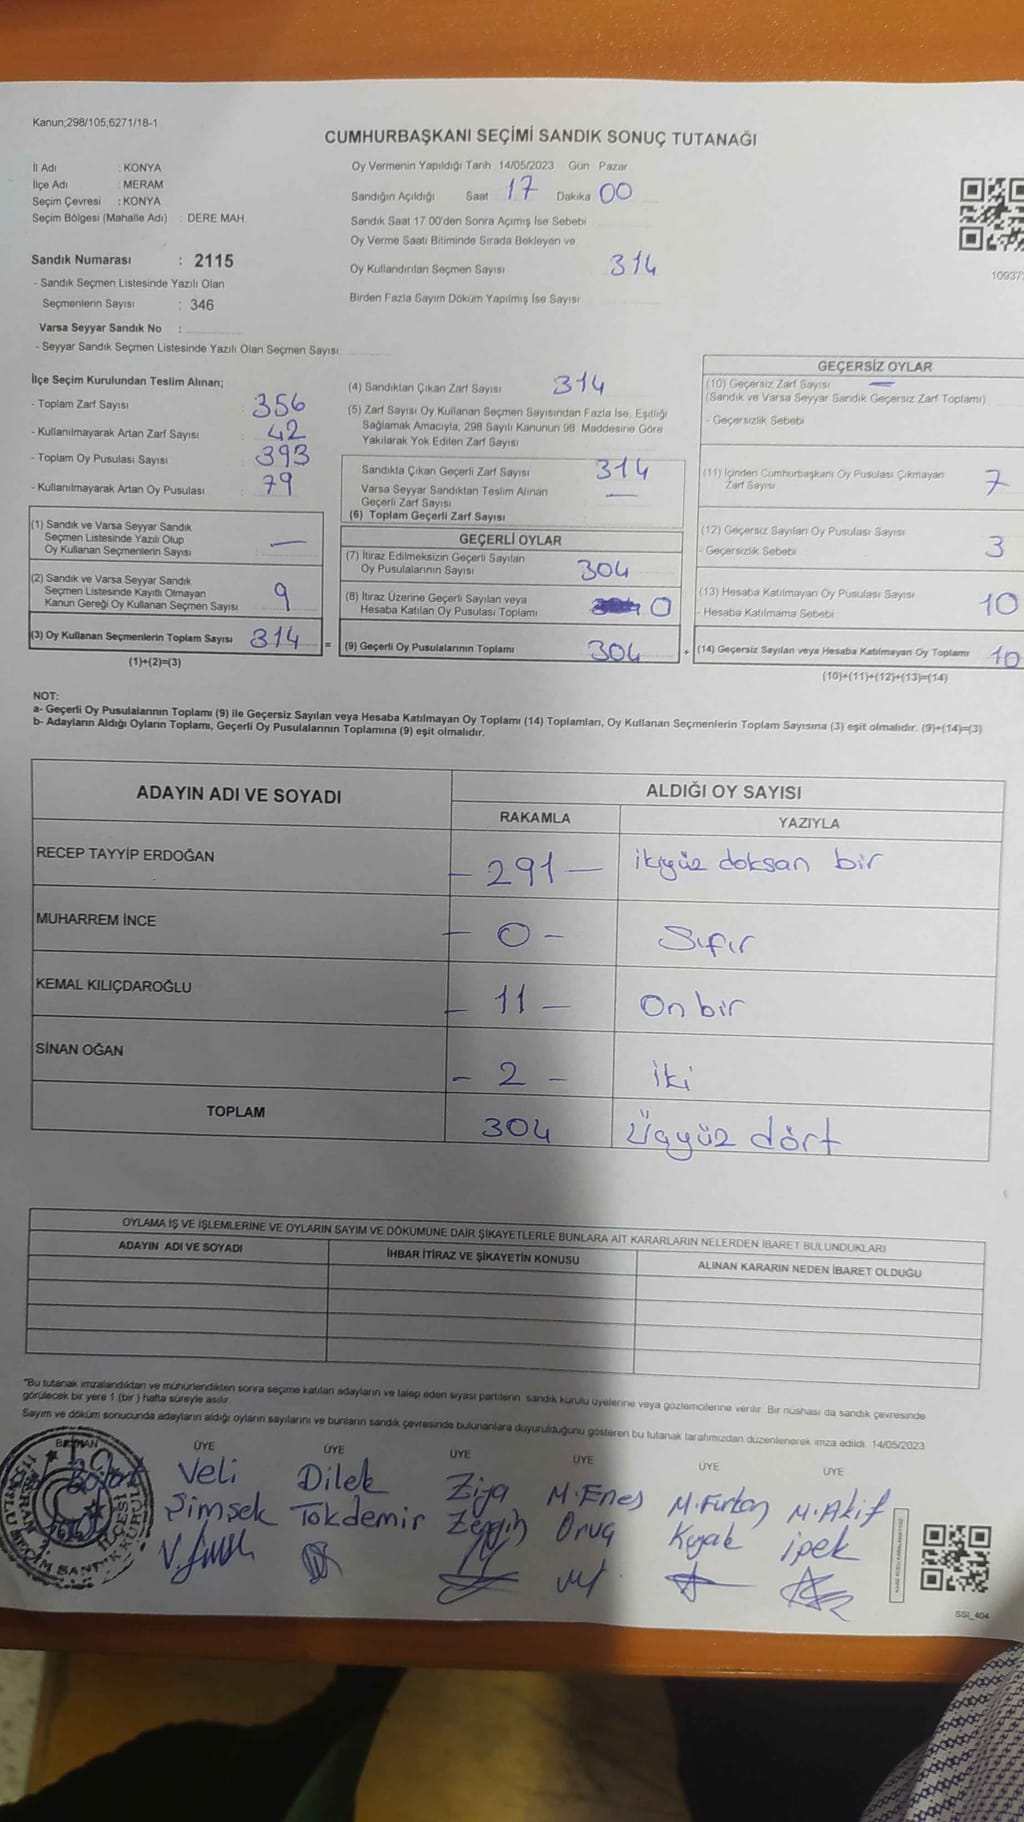 Kanun;298/105,6271/18-1
CUMHURBAŞKANI SEÇİMİ SANDIK SONUÇ TUTANAĞI
İl Adı : KONYA
İlçe Adı : MERAM
Seçim Çevresi : KONYA
Seçim Bölgesi (Mahalle Adı) : DERE MAH.
Sandık Numarası : 2115
- Sandık Seçmen Listesinde Yazılı Olan
Seçmenlerin Sayısı : 346
Varsa Seyyar Sandık No :
- Seyyar Sandık Seçmen Listesinde Yazılı Olan Seçmen Sayısı
Oy Vermenin Yapıldığı Tarih 14/05/2023 Gün Pazar
Sandığın Açıldığı Saat 17 Dakika 00
Sandık Saat 17 00'den Sonra Açımış İse Sebebi
Oy Verme Saati Bitiminde Sırada Bekleyen ve
Oy Kullandırılan Seçmen Sayısı 314
Birden Fazla Sayım Döküm Yapılmış İse Sayısı
10937
İlçe Seçim Kurulundan Teslim Alınan;
- Toplam Zarf Sayısı : 356
- Kullanılmayarak Artan Zarf Sayısı : 42
- Toplam Oy Pusulası Sayısı : 393
- Kullanılmayarak Artan Oy Pusulası : 79
(1) Sandık ve Varsa Seyyar Sandık
Seçmen Listesinde Yazılı Olup
Oy Kullanan Seçmenlerin Sayısı : —
(2) Sandık ve Varsa Seyyar Sandık
Seçmen Listesinde Kayıtlı Olmayan
Kanun Gereği Oy Kullanan Seçmen Sayısı : 9
(3) Oy Kullanan Seçmenlerin Toplam Sayısı 314 =
(1)+(2)=(3)
(4) Sandıktan Çıkan Zarf Sayısı 314
(5) Zarf Sayısı Oy Kullanan Seçmen Sayısından Fazla İse, Eşitliği
Sağlamak Amacıyla, 298 Sayılı Kanunun 98. Maddesine Göre
Yakılarak Yok Edilen Zarf Sayısı
Sandıkta Çıkan Geçerli Zarf Sayısı 314
Varsa Seyyar Sandıktan Teslim Alınan
Geçerli Zarf Sayısı —
(6) Toplam Geçerli Zarf Sayısı
GEÇERLİ OYLAR
(7) İtiraz Edilmeksizin Geçerli Sayılan
Oy Pusulalarının Sayısı 304
(8) İtiraz Üzerine Geçerli Sayılan veya
Hesaba Katılan Oy Pusulası Toplamı 0
(9) Geçerli Oy Pusulalarının Toplamı 304 +
GEÇERSİZ OYLAR
(10) Geçersiz Zarf Sayısı —
(Sandık ve Varsa Seyyar Sandık Geçersiz Zarf Toplamı)
- Geçersizlik Sebebi
(11) İçinden Cumhurbaşkanı Oy Pusulası Çıkmayan
Zarf Sayısı 7
(12) Geçersiz Sayılan Oy Pusulası Sayısı
- Geçersizlik Sebebi 3
(13) Hesaba Katılmayan Oy Pusulası Sayısı 10
- Hesaba Katılmama Sebebi
(14) Geçersiz Sayılan veya Hesaba Katılmayan Oy Toplamı 10
(10)+(11)+(12)+(13)=(14)
NOT:
a- Geçerli Oy Pusulalarının Toplamı (9) ile Geçersiz Sayılan veya Hesaba Katılmayan Oy Toplamı (14) Toplamları, Oy Kullanan Seçmenlerin Toplam Sayısına (3) eşit olmalıdır. (9)+(14)=(3)
b- Adayların Aldığı Oyların Toplamı, Geçerli Oy Pusulalarının Toplamına (9) eşit olmalıdır.
ADAYIN ADI VE SOYADI ALDIĞI OY SAYISI
RAKAMLA YAZIYLA
RECEP TAYYİP ERDOĞAN - 291 - ikiyüz doksan bir
MUHARREM İNCE - 0 - Sıfır
KEMAL KILIÇDAROĞLU - 11 - On bir
SİNAN OĞAN - 2 - iki
TOPLAM 304 Üçyüz dört
OYLAMA İŞ VE İŞLEMLERİNE VE OYLARIN SAYIM VE DÖKÜMÜNE DAİR ŞİKAYETLERLE BUNLARA AİT KARARLARIN NELERDEN İBARET BULUNDUKLARI
ADAYIN ADI VE SOYADI İHBAR İTİRAZ VE ŞİKAYETİN KONUSU ALINAN KARARIN NEDEN İBARET OLDUĞU
*Bu tutanak imzalandıktan ve mühürlendikten sonra seçime katılan adayların ve talep eden siyasi partilerin sandık kurulu üyelerine veya gözlemcilerine verilir. Bir nüshası da sandık çevresinde
görülecek bir yere 1 (bir ) hafta süreyle asılır.
Sayım ve döküm sonucunda adayların aldığı oyların sayılarını ve bunların sandık çevresinde bulunanlara duyurulduğunu gösteren bu tutanak tarafımızdan düzenlenerek imza edildi. 14/05/2023
ÜYE ÜYE ÜYE ÜYE ÜYE ÜYE
Veli Dilek Ziya M.Enes M.Furkan M.Akif
Şimşek Tokdemir Zengin Oruç Kıyak ipek
SSI_404